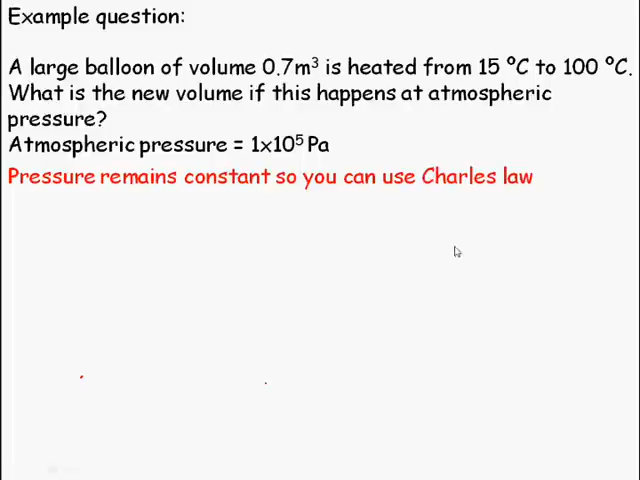 Example question:
A large balloon of volume 0.7m³ is heated from 15 ºC to 100 ºC.
What is the new volume if this happens at atmospheric
pressure?
Atmospheric pressure = 1x10⁵ Pa
Pressure remains constant so you can use Charles law